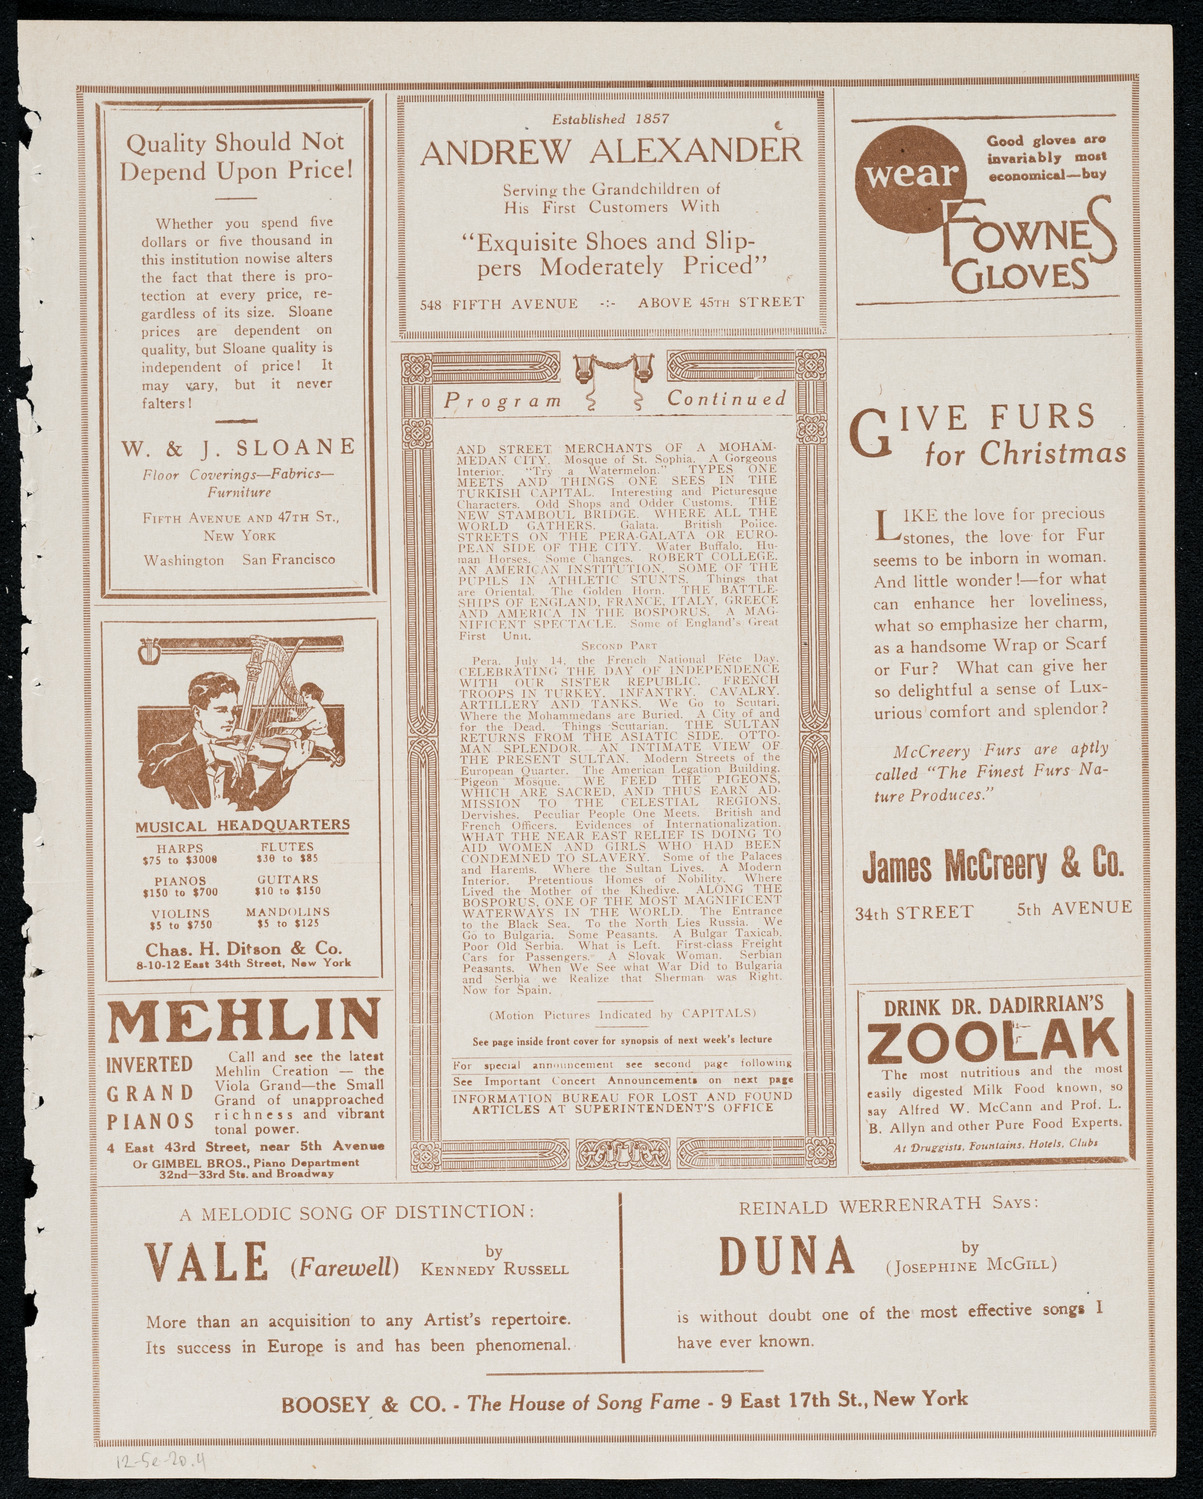 Quality Should Not
Depend Upon Price!
Whether you spend five
dollars or five thousand in
this institution nowise alters
the fact that there is pro-
tection at every price, re-
gardless of its size. Sloane
prices are dependent on
quality, but Sloane quality is
independent of price! It
may vary, but it never
falters!
W. & J. SLOANE
Floor Coverings—Fabrics—
Furniture
FIFTH AVENUE AND 47TH ST.,
NEW YORK
Washington San Francisco
MUSICAL HEADQUARTERS
HARPS FLUTES
$75 to $3000 $30 to $85
PIANOS GUITARS
$150 to $700 $10 to $150
VIOLINS MANDOLINS
$5 to $750 $5 to $125
Chas. H. Ditson & Co.
8-10-12 East 34th Street, New York
MEHLIN
INVERTED
GRAND
PIANOS
Call and see the latest
Mehlin Creation — the
Viola Grand—the Small
Grand of unapproached
richness and vibrant
tonal power.
4 East 43rd Street, near 5th Avenue
Or GIMBEL BROS., Piano Department
32nd—33rd Sts. and Broadway
Established 1857
ANDREW ALEXANDER
Serving the Grandchildren of
His First Customers With
“Exquisite Shoes and Slip-
pers Moderately Priced”
548 FIFTH AVENUE -:- ABOVE 45TH STREET
Program Continued
AND STREET MERCHANTS OF A MOHAM-
MEDAN CITY. Mosque of St. Sophia. A Gorgeous
Interior. “Try a Watermelon.” TYPES ONE
MEETS AND THINGS ONE SEES IN THE
TURKISH CAPITAL. Interesting and Picturesque
Characters. Odd Shops and Odder Customs. THE
NEW STAMBOUL BRIDGE. WHERE ALL THE
WORLD GATHERS. Galata. British Police.
STREETS ON THE PERA-GALATA OR EURO-
PEAN SIDE OF THE CITY. Water Buffalo. Hu-
man Horses. Some Changes. ROBERT COLLEGE.
AN AMERICAN INSTITUTION. SOME OF THE
PUPILS IN ATHLETIC STUNTS. Things that
are Oriental. The Golden Horn. THE BATTLE-
SHIPS OF ENGLAND, FRANCE, ITALY, GREECE
AND AMERICA IN THE BOSPORUS. A MAG-
NIFICENT SPECTACLE. Some of England's Great
First Unit.
SECOND PART
Pera. July 14, the French National Fete Day.
CELEBRATING THE DAY OF INDEPENDENCE
WITH OUR SISTER REPUBLIC. FRENCH
TROOPS IN TURKEY. INFANTRY. CAVALRY.
ARTILLERY AND TANKS. We Go to Scutari.
Where the Mohammedans are Buried. A City of and
for the Dead. Things Scutarian. THE SULTAN
RETURNS FROM THE ASIATIC SIDE. OTTO-
MAN SPLENDOR. AN INTIMATE VIEW OF
THE PRESENT SULTAN. Modern Streets of the
European Quarter. The American Legation Building.
Pigeon Mosque. WE FEED THE PIGEONS,
WHICH ARE SACRED, AND THUS EARN AD-
MISSION TO THE CELESTIAL REGIONS.
Dervishes. Peculiar People One Meets. British and
French Officers. Evidences of Internationalization.
WHAT THE NEAR EAST RELIEF IS DOING TO
AID WOMEN AND GIRLS WHO HAD BEEN
CONDEMNED TO SLAVERY. Some of the Palaces
and Harems. Where the Sultan Lives. A Modern
Interior. Pretentious Homes of Nobility. Where
Lived the Mother of the Khedive. ALONG THE
BOSPORUS, ONE OF THE MOST MAGNIFICENT
WATERWAYS IN THE WORLD. The Entrance
to the Black Sea. To the North Lies Russia. We
Go to Bulgaria. Some Peasants. A Bulgar Taxicab.
Poor Old Serbia. What is Left. First-class Freight
Cars for Passengers. A Slovak Woman. Serbian
Peasants. When We See what War Did to Bulgaria
and Serbia we Realize that Sherman was Right.
Now for Spain.
(Motion Pictures Indicated by CAPITALS)
See page inside front cover for synopsis of next week's lecture
For special announcement see second page following
See Important Concert Announcements on next page
INFORMATION BUREAU FOR LOST AND FOUND
ARTICLES AT SUPERINTENDENT'S OFFICE
wear
Good gloves are
invariably most
economical—buy
FOWNES
GLOVES
GIVE FURS
for Christmas
LIKE the love for precious
stones, the love for Fur
seems to be inborn in woman.
And little wonder!—for what
can enhance her loveliness,
what so emphasize her charm,
as a handsome Wrap or Scarf
or Fur? What can give her
so delightful a sense of Lux-
urious comfort and splendor?
McCreery Furs are aptly
called “The Finest Furs Na-
ture Produces.”
James McCreery & Co.
34th STREET 5th AVENUE
DRINK DR. DADIRRIAN'S
ZOOLAK
The most nutritious and the most
easily digested Milk Food known, so
say Alfred W. McCann and Prof. L.
B. Allyn and other Pure Food Experts.
At Druggists, Fountains, Hotels, Clubs
A MELODIC SONG OF DISTINCTION:
VALE (Farewell) by
KENNEDY RUSSELL
More than an acquisition to any Artist's repertoire.
Its success in Europe is and has been phenomenal.
REINALD WERRENRATH SAYS:
DUNA by
(JOSEPHINE MCGILL)
is without doubt one of the most effective songs I
have ever known.
BOOSEY & CO. - The House of Song Fame - 9 East 17th St., New York
12-5e-20.4